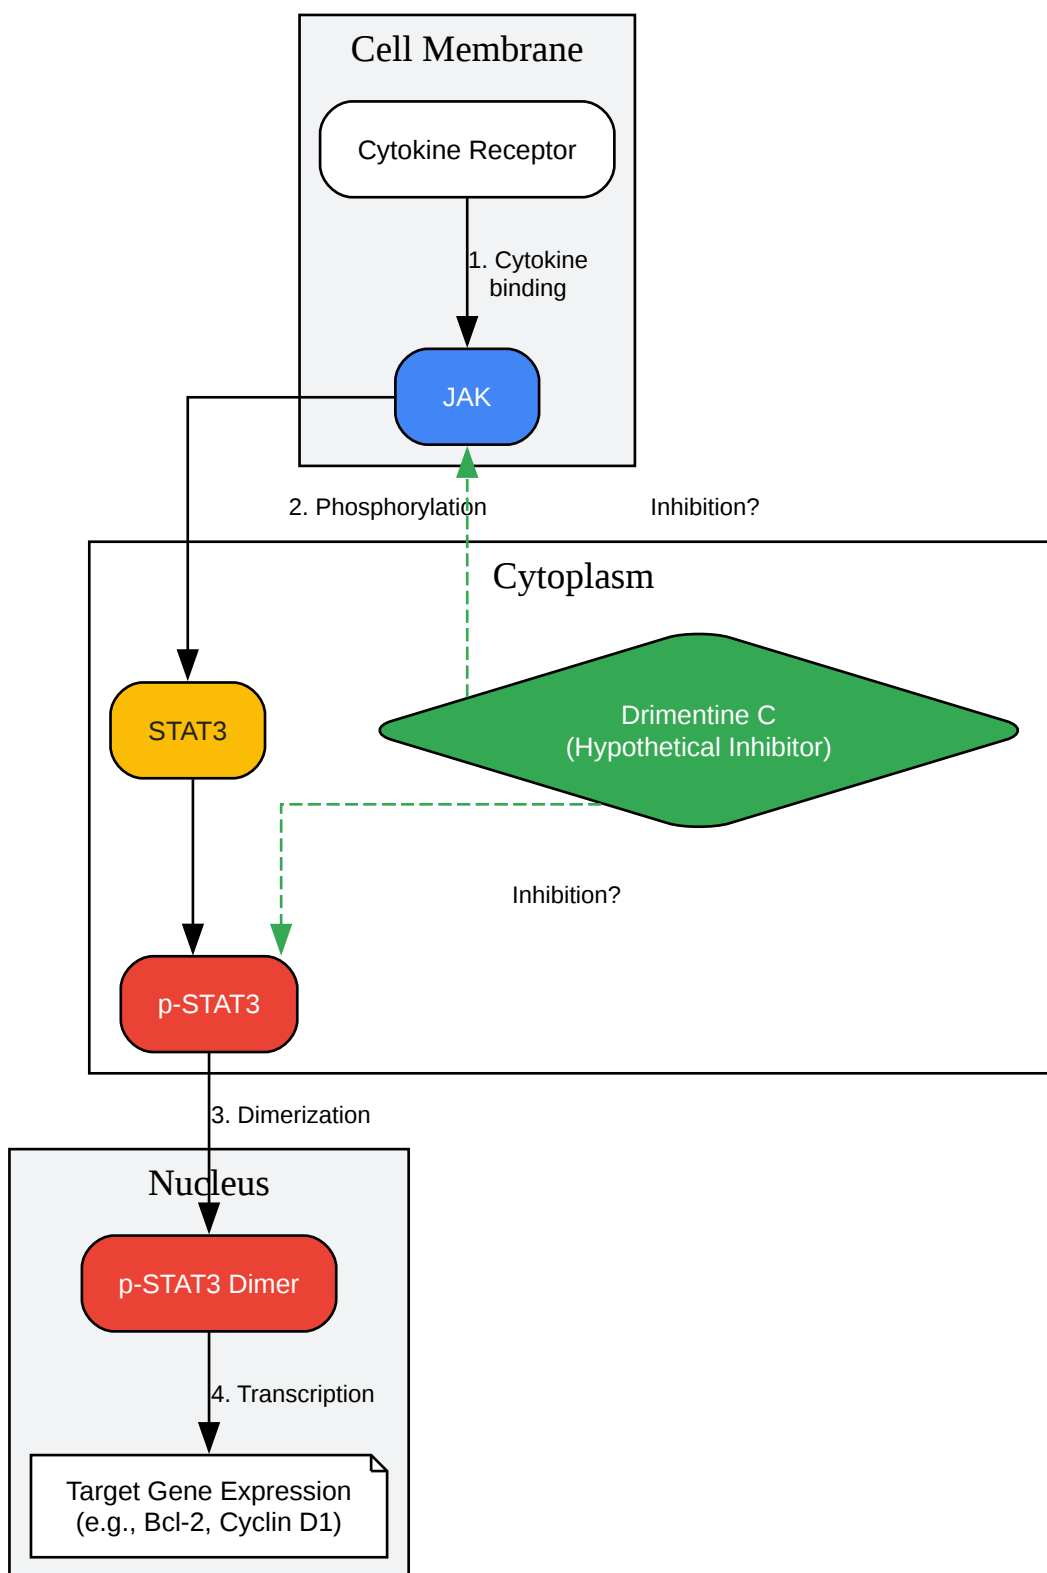 Cell Membrane
Cytokine Receptor
1. Cytokine
binding
JAK
2. Phosphorylation
Inhibition?
Cytoplasm
Drimentine C
(Hypothetical Inhibitor)
STAT3
Inhibition?
p-STAT3
3. Dimerization
Nucleus
p-STAT3 Dimer
4. Transcription
Target Gene Expression
(e.g., Bcl-2, Cyclin D1)